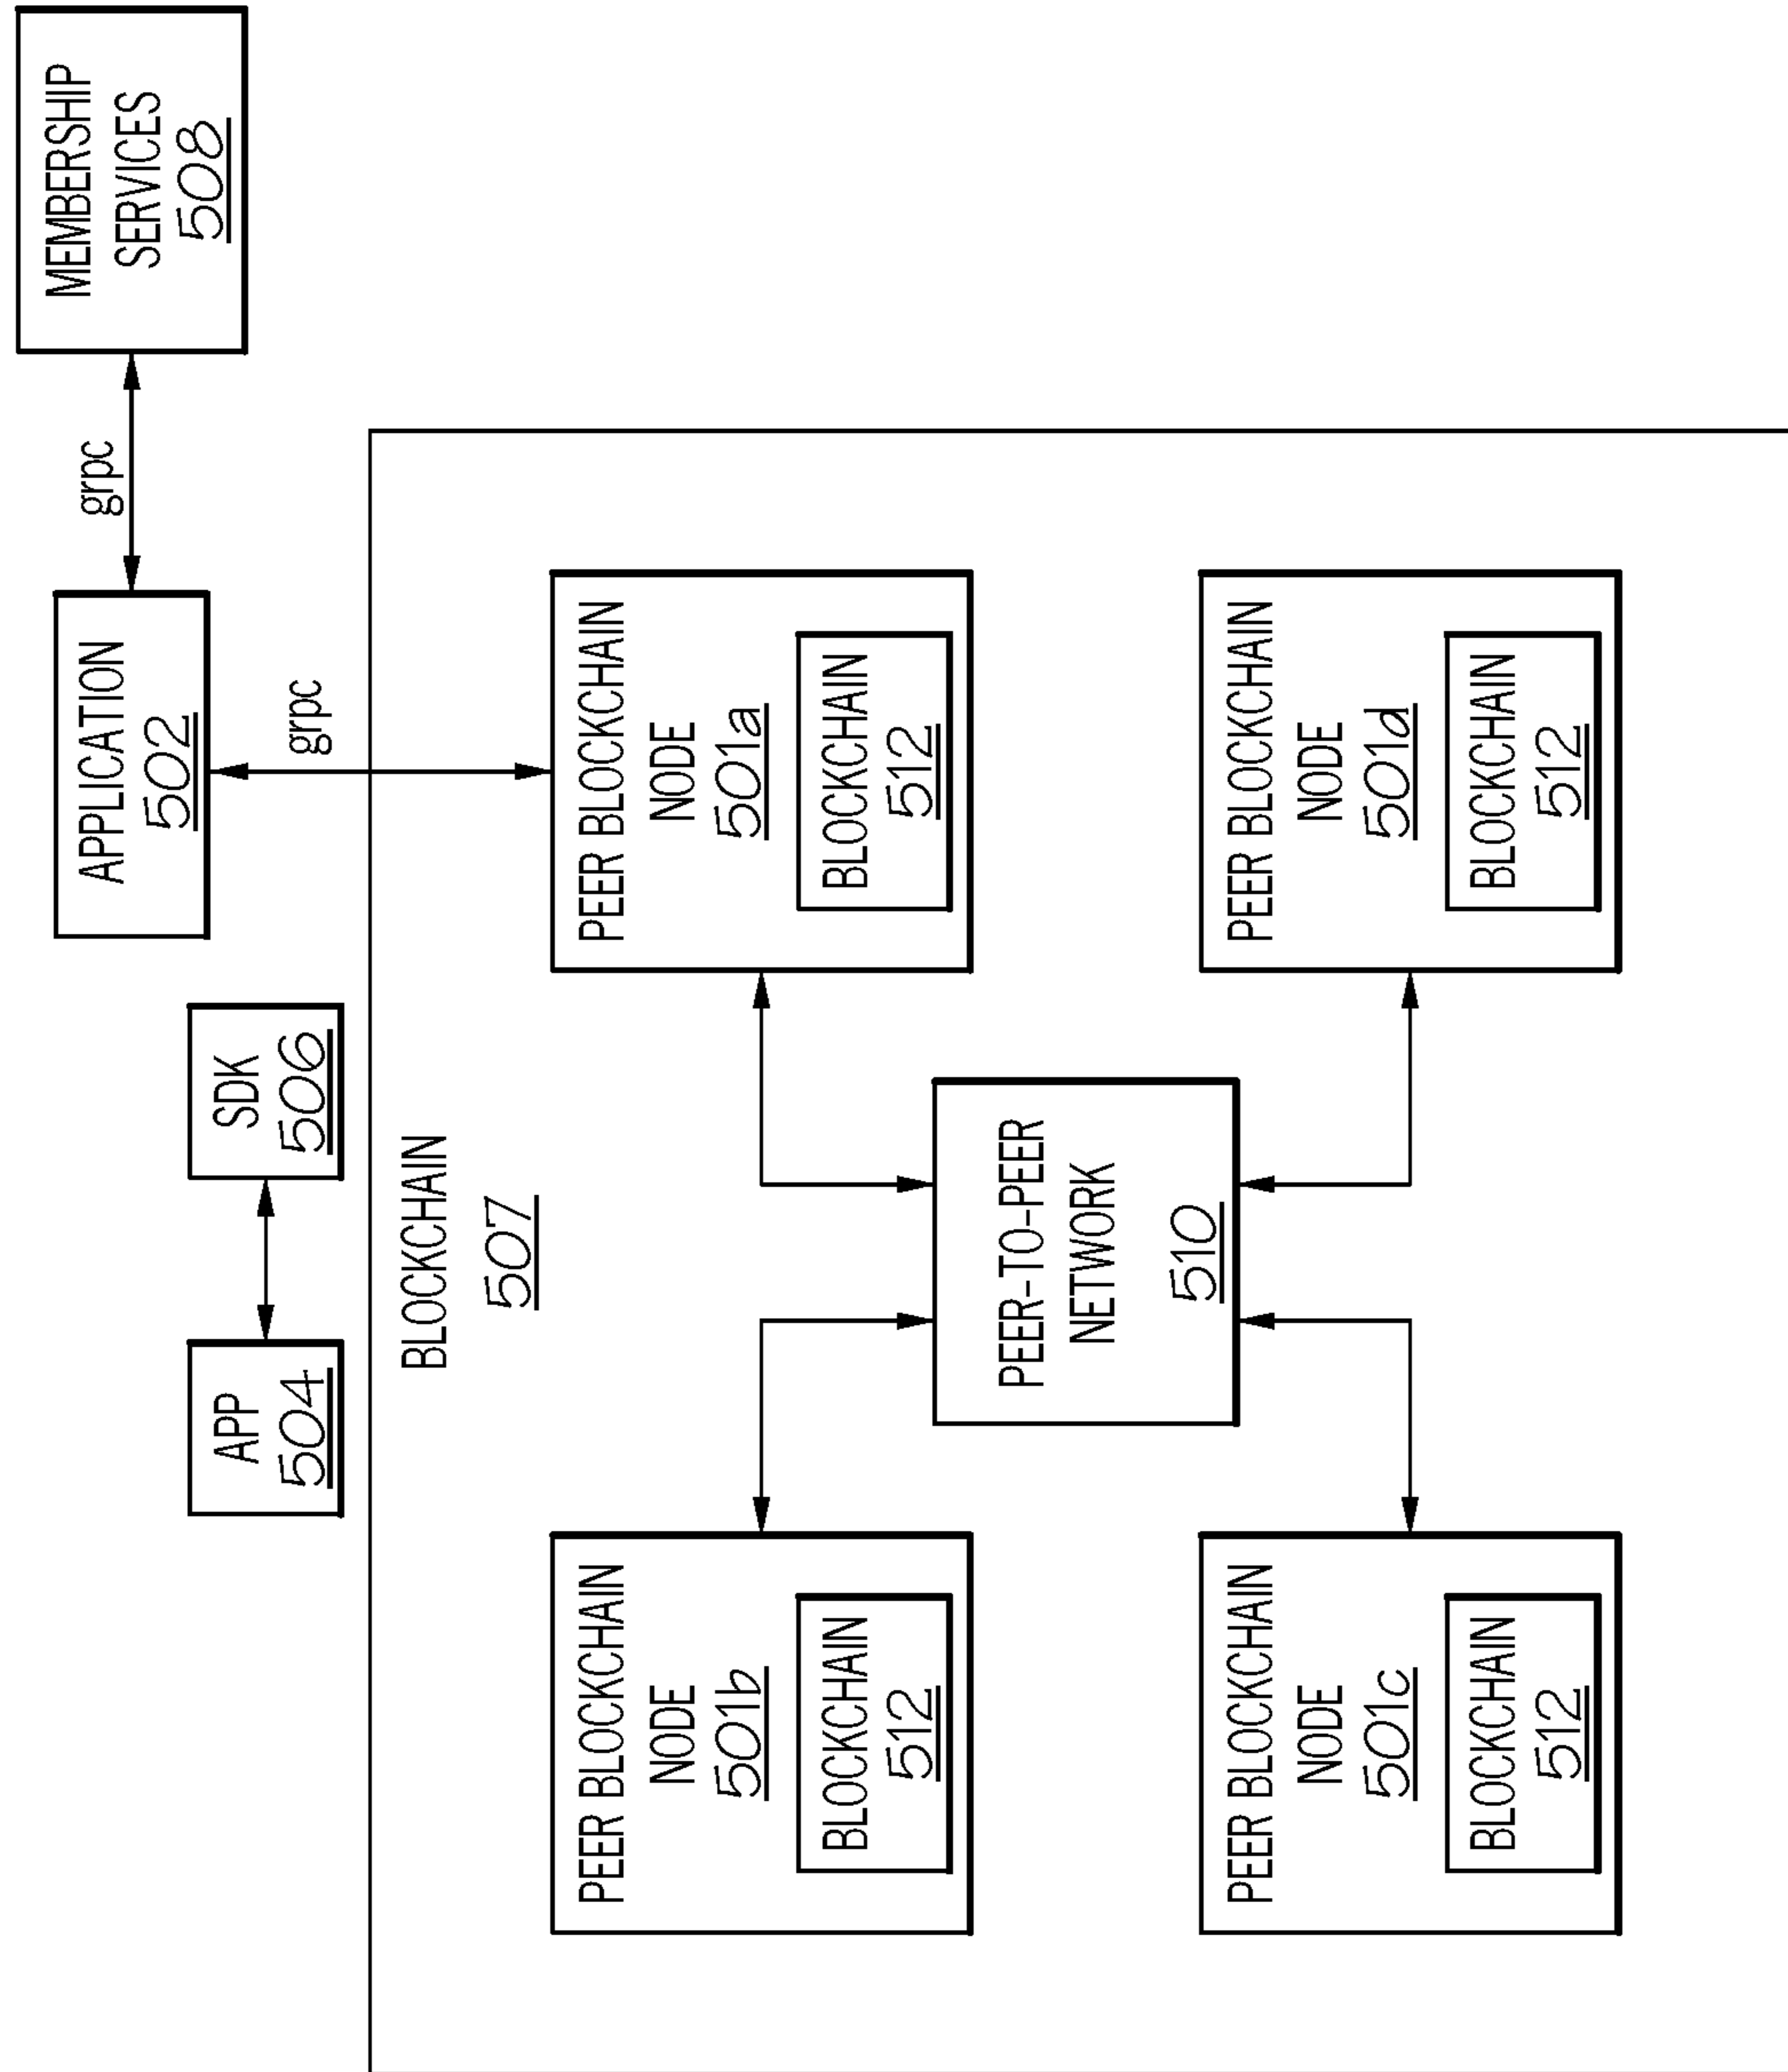 MEMBERSHIP
SERVICES
508
grpc
APPLICATION
502
grpc
APP
504
SDK
506
BLOCKCHAIN
507
PEER BLOCKCHAIN
NODE
501b
BLOCKCHAIN
512
PEER BLOCKCHAIN
NODE
501a
BLOCKCHAIN
512
PEER-TO-PEER
NETWORK
510
PEER BLOCKCHAIN
NODE
501c
BLOCKCHAIN
512
PEER BLOCKCHAIN
NODE
501d
BLOCKCHAIN
512